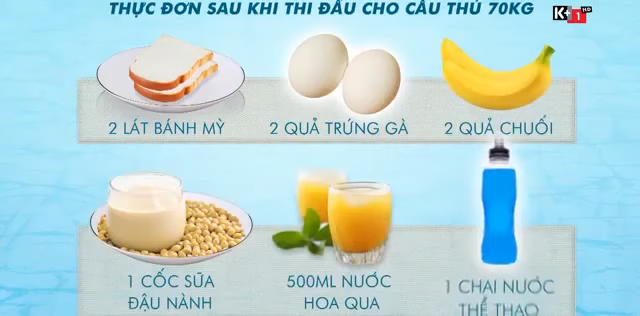 THỰC ĐƠN SAU KHI THI ĐẤU CHO CẦU THỦ 70KG
K+1 HD
2 LÁT BÁNH MỲ
2 QUẢ TRỨNG GÀ
2 QUẢ CHUỐI
1 CỐC SỮA
ĐẬU NÀNH
500ML NƯỚC
HOA QUA
1 CHAI NƯỚC
THỂ THAO